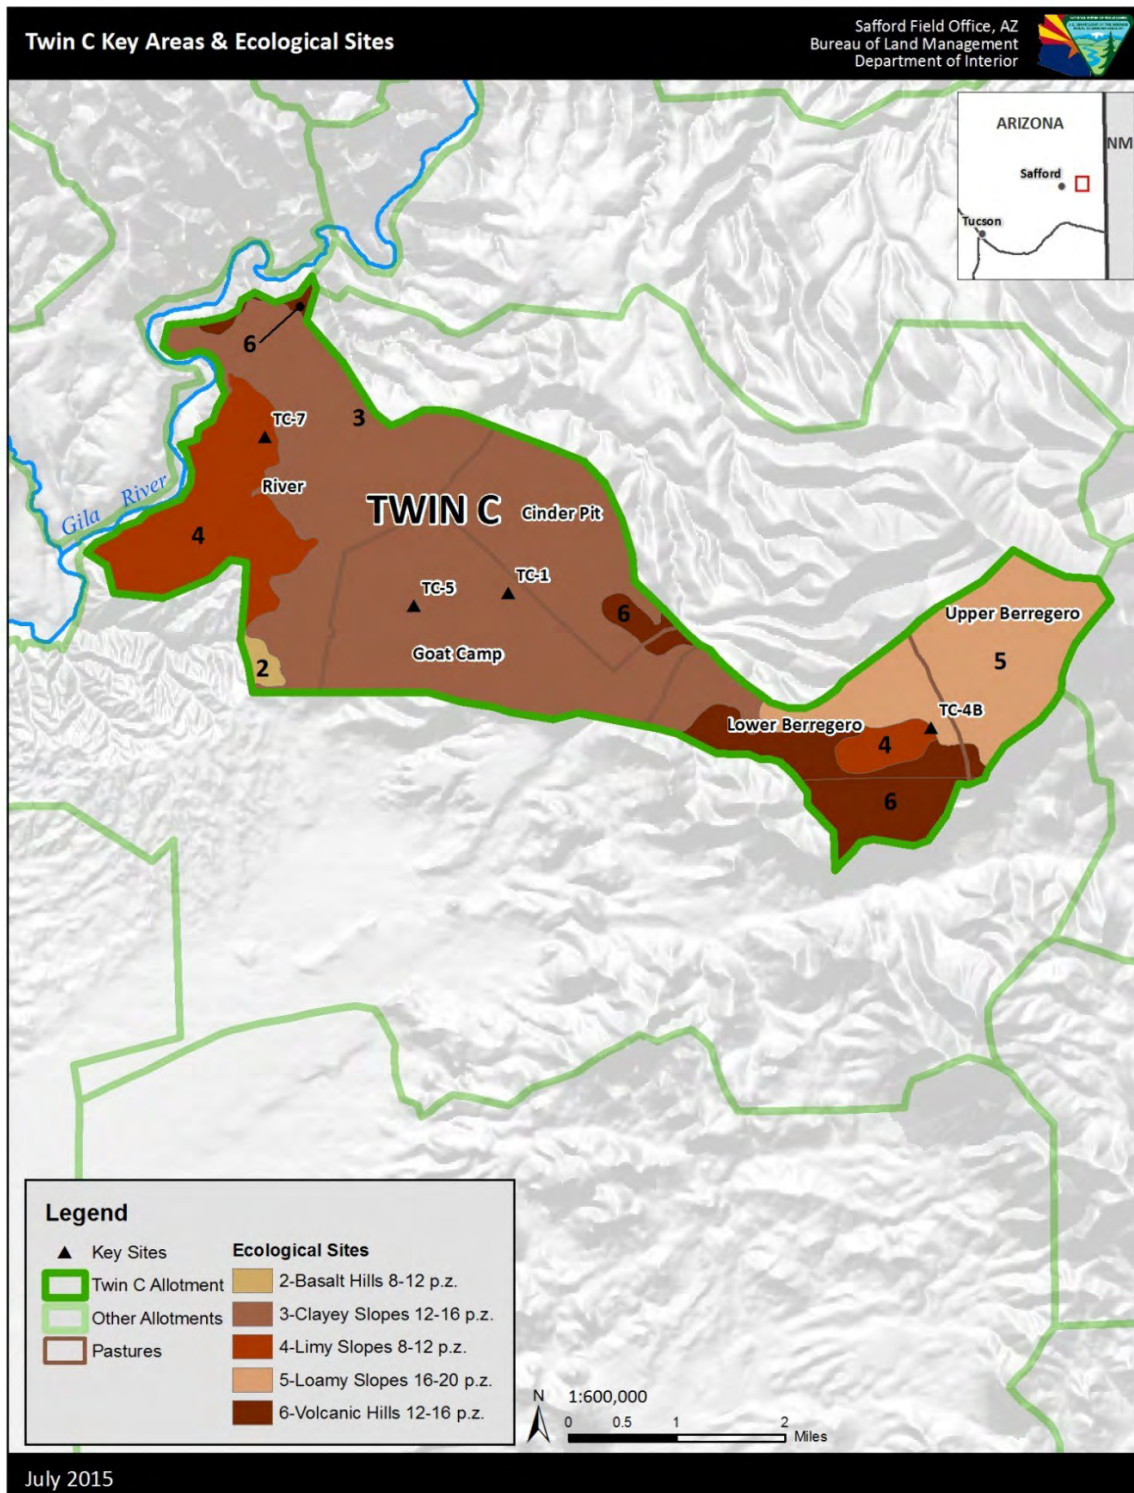 Twin C Key Areas & Ecological Sites
Safford Field Office, AZ
Bureau of Land Management
Department of Interior
ARIZONA
NM
Safford
Tucson
6
3
TC-7
River
Gila River
4
TWIN C
Cinder Pit
TC-5
TC-1
6
Goat Camp
2
Upper Berregero
5
TC-4B
Lower Berregero
4
6
Legend
Key Sites
Twin C Allotment
Other Allotments
Pastures
Ecological Sites
2-Basalt Hills 8-12 p.z.
3-Clayey Slopes 12-16 p.z.
4-Limy Slopes 8-12 p.z.
5-Loamy Slopes 16-20 p.z.
6-Volcanic Hills 12-16 p.z.
N
1:600,000
0 0.5 1 2
Miles
July 2015